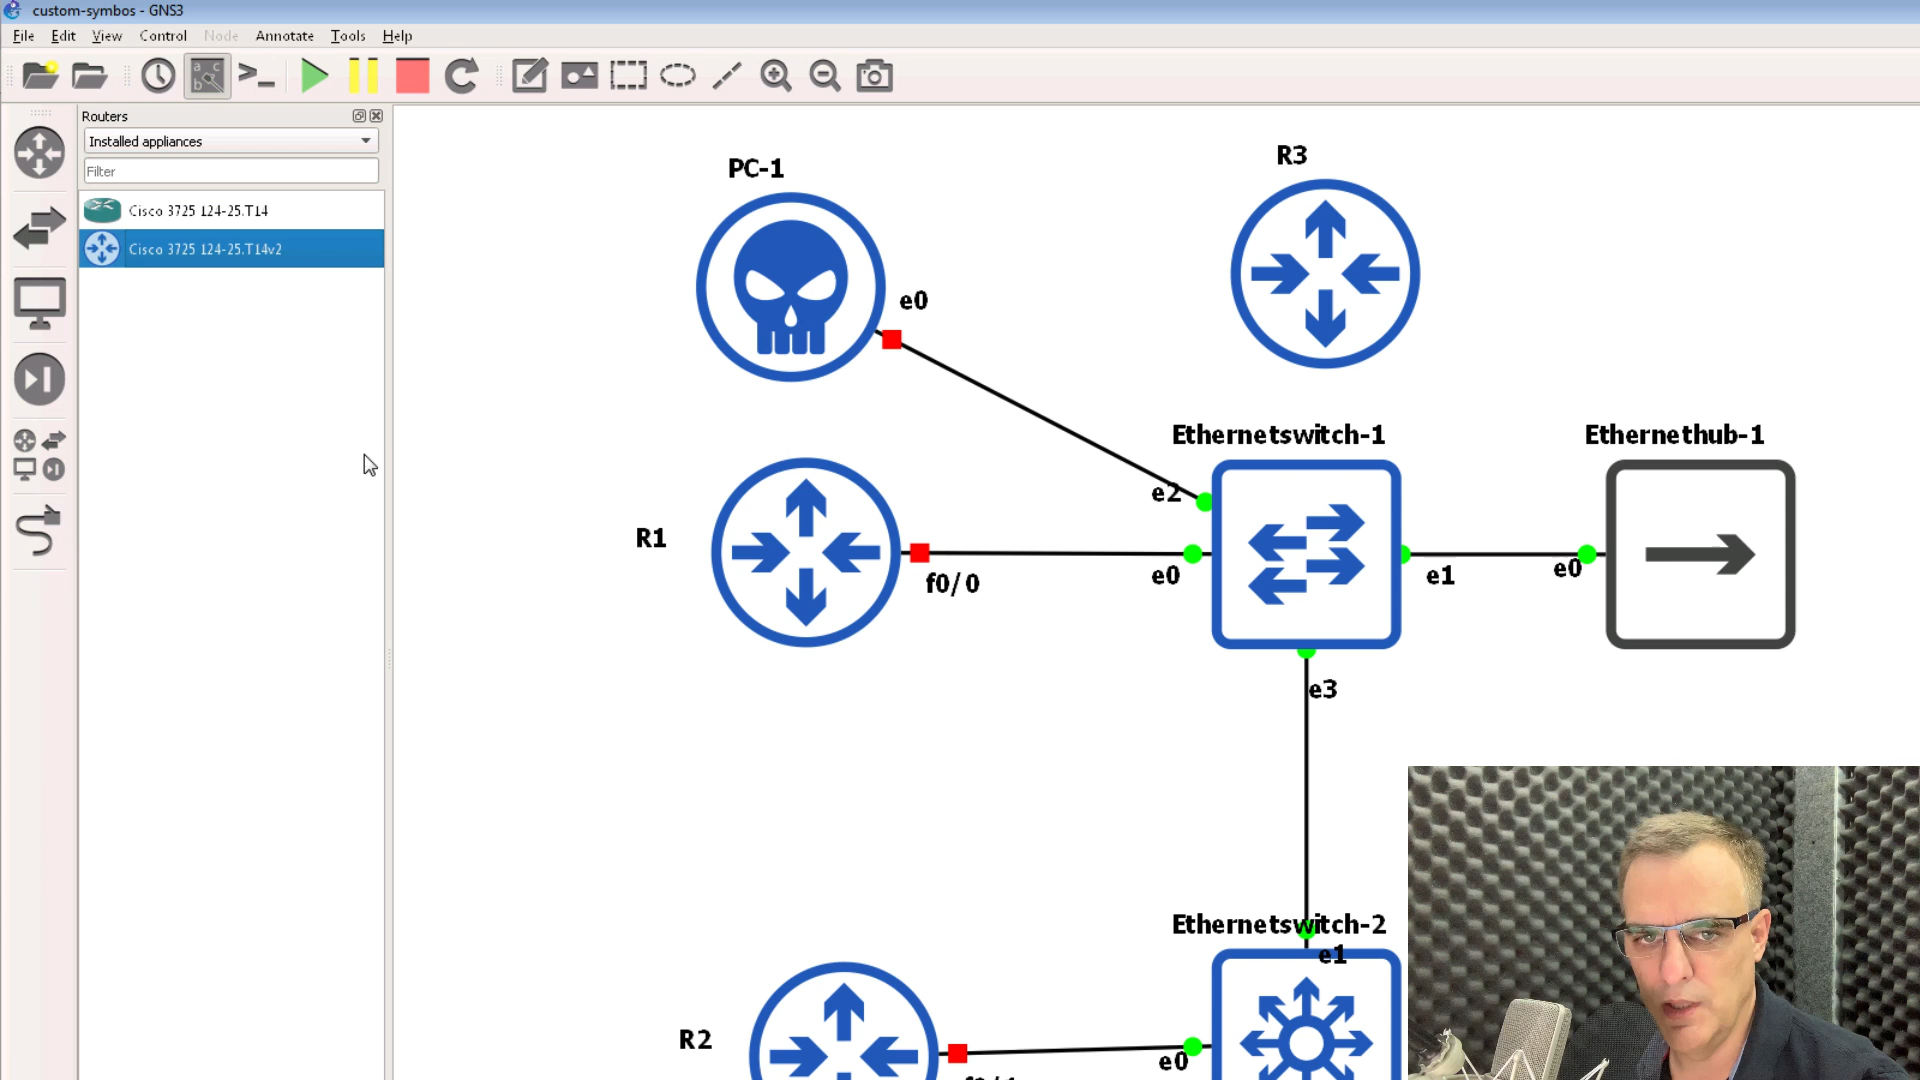 custom-symbos - GNS3
File Edit View Control Node Annotate Tools Help
Routers
Installed appliances
Filter
Cisco 3725 124-25.T14
Cisco 3725 124-25.T14v2
PC-1
R3
e0
Ethernetswitch-1
Ethernethub-1
e2
R1
f0/0
e0
e1
e0
e3
Ethernetswitch-2
e1
R2
e0